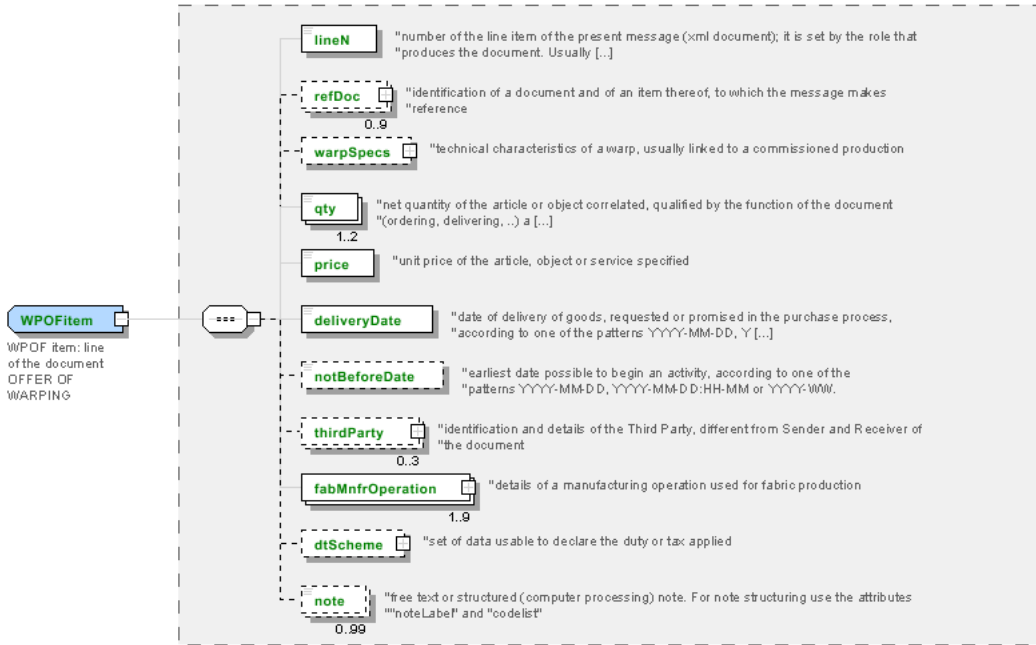 lineN
"number of the line item of the present message (xml document); it is set by the role that
"produces the document. Usually [...]
refDoc
"identification of a document and of an item thereof, to which the message makes
"reference
0..9
warpSpecs
"technical characteristics of a warp, usually linked to a commissioned production
qty
"net quantity of the article or object correlated, qualified by the function of the document
"(ordering, delivering, ..) a [...]
1..2
price
"unit price of the article, object or service specified
WPOFitem
WPOF item: line
of the document
OFFER OF
WARPING
deliveryDate
"date of delivery of goods, requested or promised in the purchase process,
"according to one of the patterns YYYY-MM-DD, Y [...]
notBeforeDate
"earliest date possible to begin an activity, according to one of the
"patterns YYYY-MM-DD, YYYY-MM-DD:HH-MM or YYYY-WW.
thirdParty
"identification and details of the Third Party, different from Sender and Receiver of
"the document
0..3
fabMnfrOperation
"details of a manufacturing operation used for fabric production
1..9
dtScheme
"set of data usable to declare the duty or tax applied
note
"free text or structured (computer processing) note. For note structuring use the attributes
""noteLabel" and "codelist"
0..99